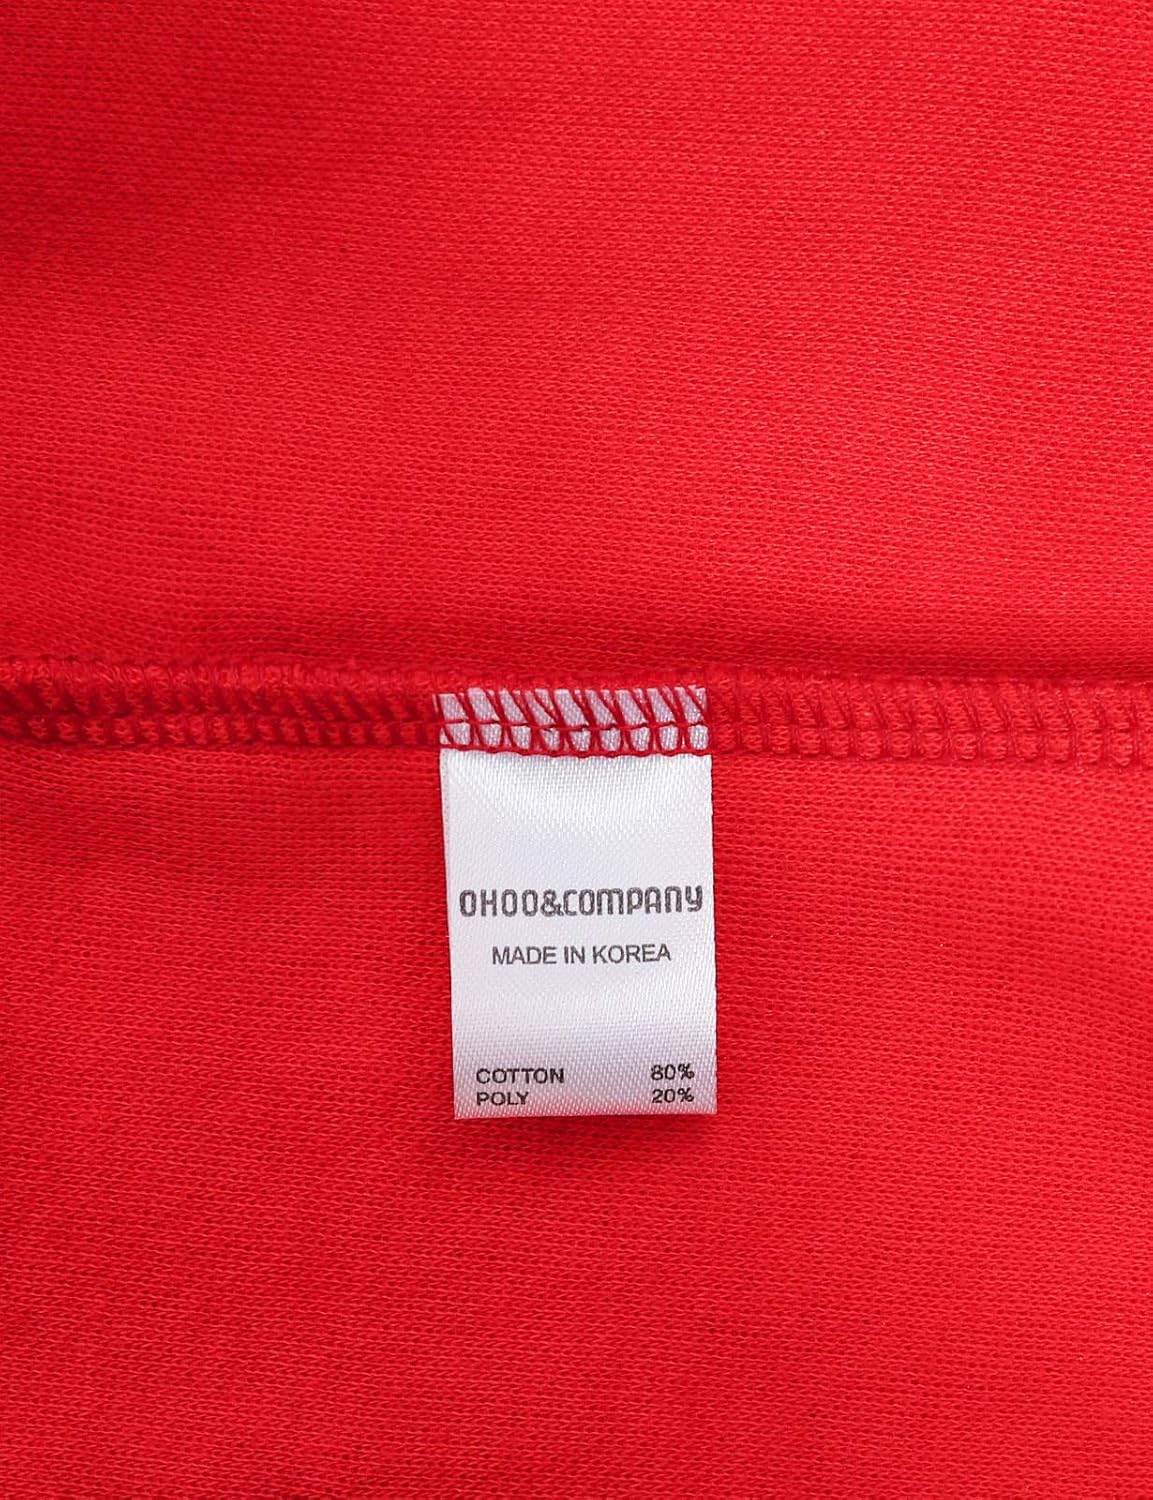 OHOO&COMPANY
MADE IN KOREA
COTTON 80%
POLY 20%